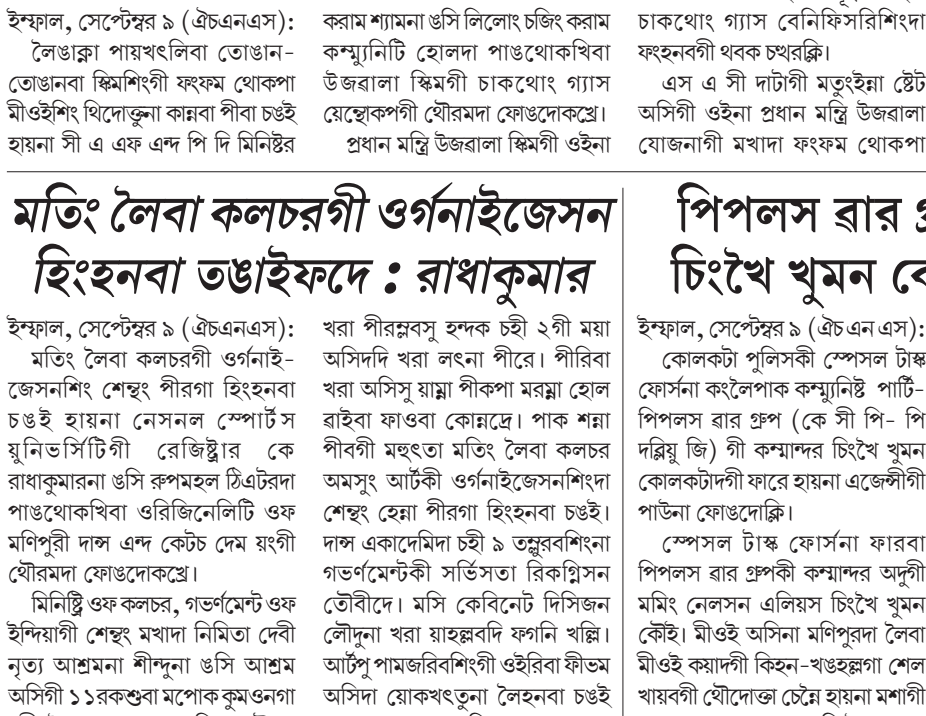 ইম্ফাল, সেপ্টেম্বর ৯ (ঐচএনএস):
লৈঙাক্না পায়খৎলিবা তোঙান-
তোঙানবা স্কিমশিংগী ফংফম থোকপা
মীওইশিং থিদোক্তুনা কান্নবা পীবা চঙই
হায়না সী এ এফ এন্দ পি দি মিনিষ্টর
করাম শ্যামনা ঙসি লিলোং চজিং করাম
কম্ম্যুনিটি হোলদা পাঙথোকখিবা
উজৱালা স্কিমগী চাকথোং গ্যাস
য়েন্থোকপগী থৌরমদা ফোঙদোকখ্রে।
প্রধান মন্ত্রি উজৱালা স্কিমগী ওইনা
চাকথোং গ্যাস বেনিফিসরিশিংদা
ফংহনবগী থবক চত্থরক্লি।
এস এ সী দাটাগী মতুংইন্না ষ্টেট
অসিগী ওইনা প্রধান মন্ত্রি উজৱালা
যোজনাগী মখাদা ফংফম থোকপা
মতিং লৈবা কলচরগী ওর্গনাইজেসন
হিংহনবা তঙাইফদে : রাধাকুমার
ইম্ফাল, সেপ্টেম্বর ৯ (ঐচএনএস):
মতিং লৈবা কলচরগী ওর্গনাই-
জেসনশিং শেন্থং পীরগা হিংহনবা
চঙই হায়না নেসনল স্পোর্টস
য়ুনিভর্সিটিগী রেজিষ্ট্রার কে
রাধাকুমারনা ঙসি রুপমহল ঠিএটরদা
পাঙথোকখিবা ওরিজিনেলিটি ওফ
মণিপুরী দান্স এন্দ কেটচ দেম য়ংগী
থৌরমদা ফোঙদোকখ্রে।
মিনিষ্ট্রি ওফ কলচর, গভর্ণমেন্ট ওফ
ইন্দিয়াগী শেন্থং মখাদা নিমিতা দেবী
নৃত্য আশ্রমনা শীন্দুনা ঙসি আশ্রম
অসিগী ১১রকশুবা মপোক কুমওনগা
খরা পীরম্লবসু হন্দক চহী ২গী ময়া
অসিদদি খরা লৎনা পীরে। পীরিবা
খরা অসিসু য়াম্না পীকপা মরম্না হোল
ৱাইবা ফাওবা কোন্নদ্রে। পাক শন্না
পীবগী মহুৎতা মতিং লৈবা কলচর
অমসুং আর্টকী ওর্গনাইজেসনশিংদা
শেন্থং হেন্না পীরগা হিংহনবা চঙই।
দান্স একাদেমিদা চহী ৯ তম্লুরবশিংনা
গভর্ণমেন্টকী সর্ভিসতা রিকগ্নিসন
তৌবীদে। মসি কেবিনেট দিসিজন
লৌদুনা খরা য়াহল্লবদি ফগনি খল্লি।
আর্টপু পামজরিবশিংগী ওইরিবা ফীভম
অসিদা য়োকখৎতুনা লৈহনবা চঙই
পিপলস ৱার
চিংখৈ খুমন
ইম্ফাল, সেপ্টেম্বর ৯ (ঐচএনএস):
কোলকটা পুলিসকী স্পেসল টাস্ক
ফোর্সনা কংলৈপাক কম্ম্যুনিষ্ট পার্টি-
পিপলস ৱার গ্রুপ (কে সী পি- পি
দব্লিয়ু জি) গী কম্মান্দর চিংখৈ খুমন
কোলকটাদগী ফারে হায়না এজেন্সীগী
পাউনা ফোঙদোক্লি।
স্পেসল টাস্ক ফোর্সনা ফারবা
পিপলস ৱার গ্রুপকী কম্মান্দর অদুগী
মমিং নেলসন এলিয়স চিংখৈ খুমন
কৌই। মীওই অসিনা মণিপুরদা লৈবা
মীওই কয়াদগী কিহন-খঙহল্লগা শেল
খায়বগী থৌদোক্তা চেন্নৈ হায়না মশাগী